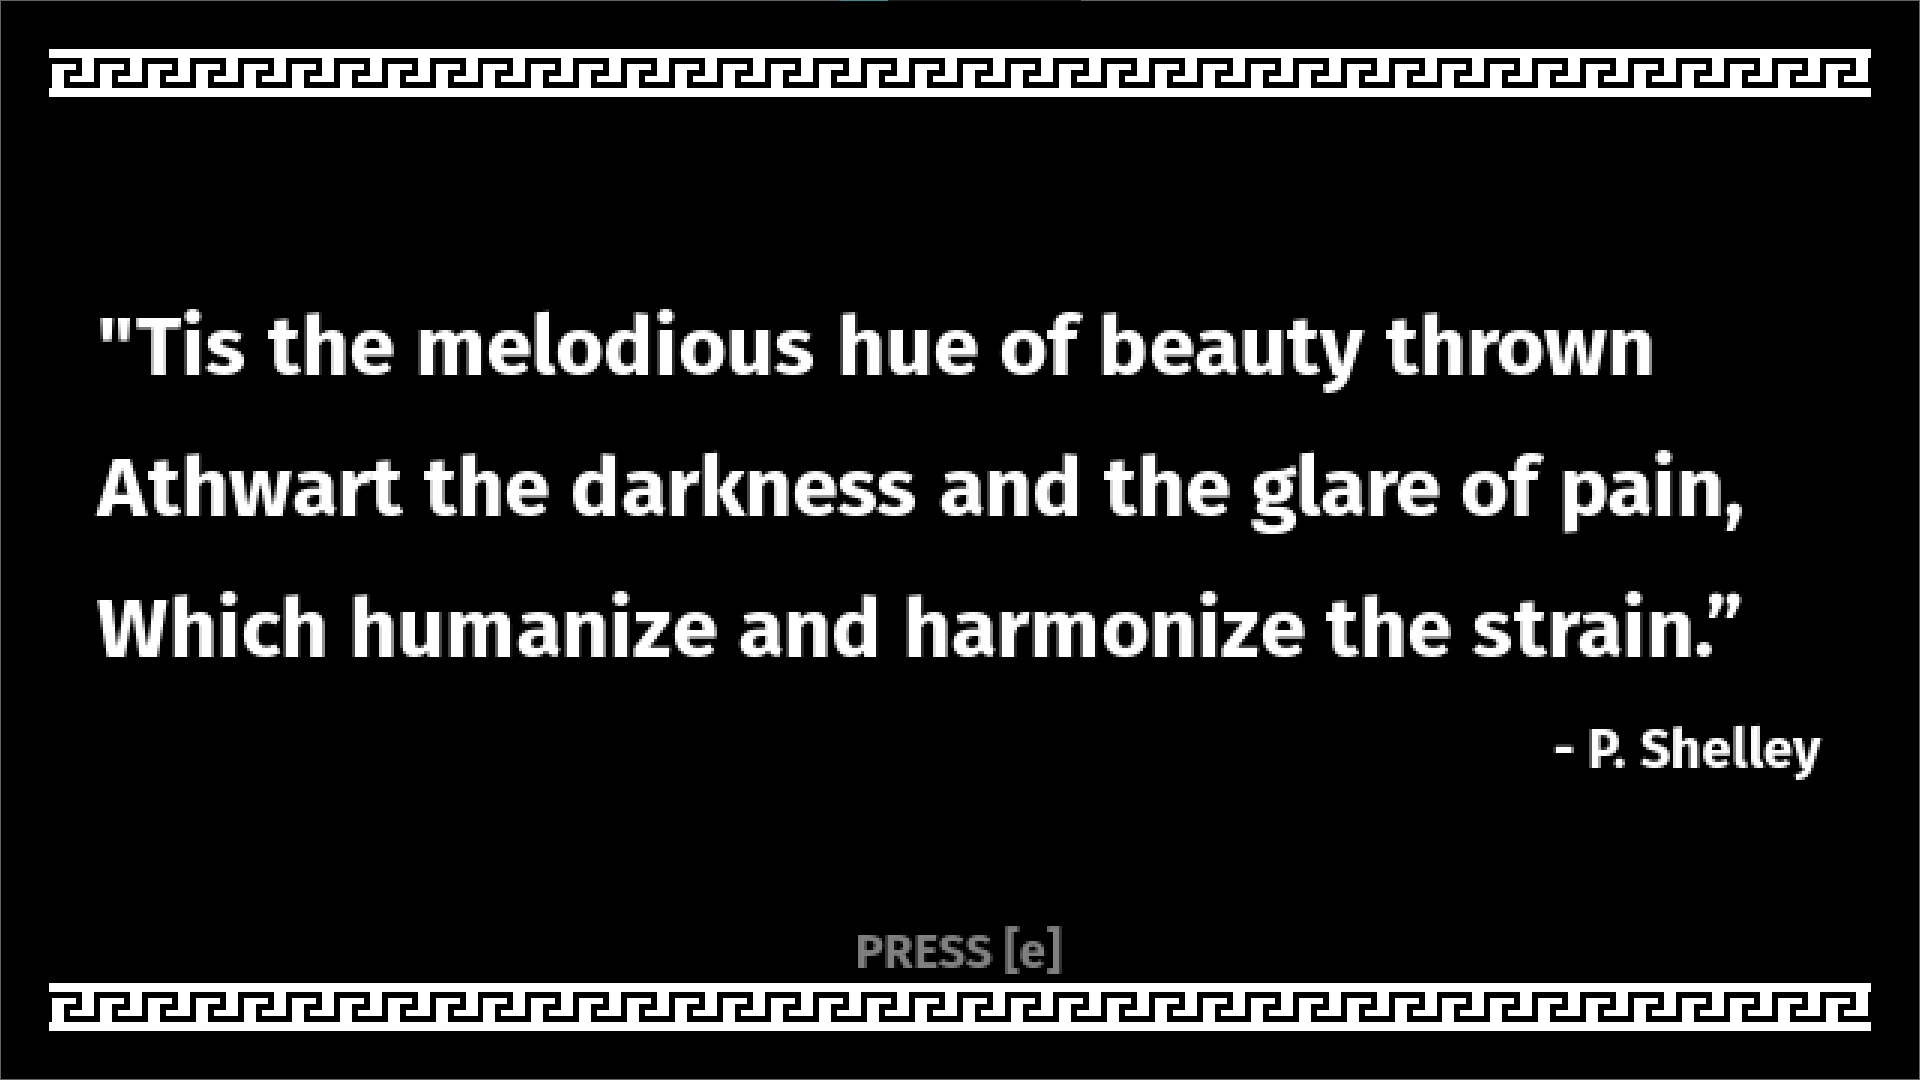 "Tis the melodious hue of beauty thrown
Athwart the darkness and the glare of pain,
Which humanize and harmonize the strain.”
- P. Shelley
PRESS [e]